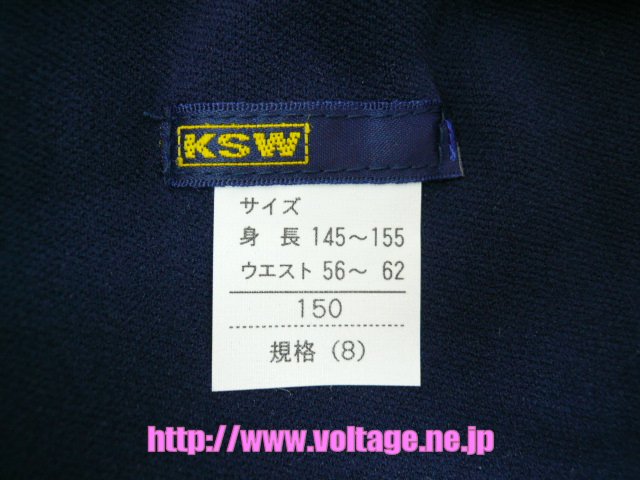 KSW
サイズ
身 長 145～155
ウエスト 56～ 62
150
規格 (8)
http://www.voltage.ne.jp